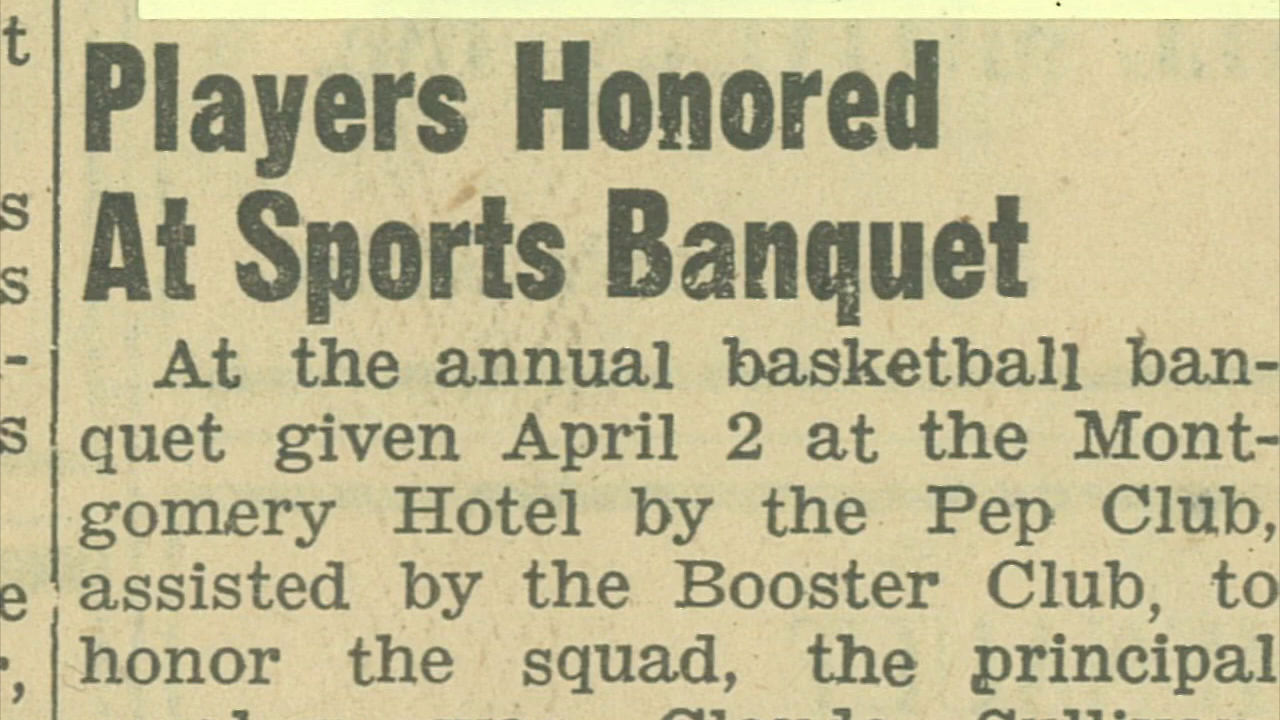 Players Honored
At Sports Banquet
At the annual basketball ban-
quet given April 2 at the Mont-
gomery Hotel by the Pep Club,
assisted by the Booster Club, to
honor the squad, the principal